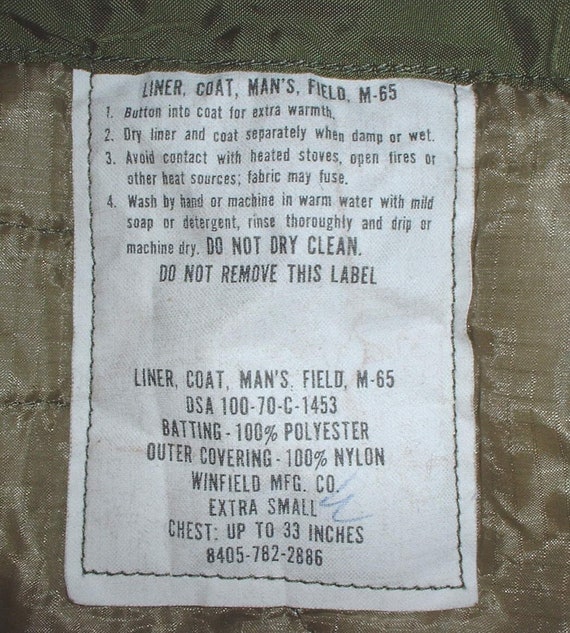 LINER, COAT, MAN'S, FIELD, M-65
1. Button into coat for extra warmth.
2. Dry liner and coat separately when damp or wet.
3. Avoid contact with heated stoves, open fires or
other heat sources; fabric may fuse.
4. Wash by hand or machine in warm water with mild
soap or detergent, rinse thoroughly and drip or
machine dry. DO NOT DRY CLEAN.
DO NOT REMOVE THIS LABEL
LINER, COAT, MAN'S, FIELD, M-65
DSA 100-70-C-1453
BATTING - 100% POLYESTER
OUTER COVERING - 100% NYLON
WINFIELD MFG. CO.
EXTRA SMALL
CHEST: UP TO 33 INCHES
8405-782-2886